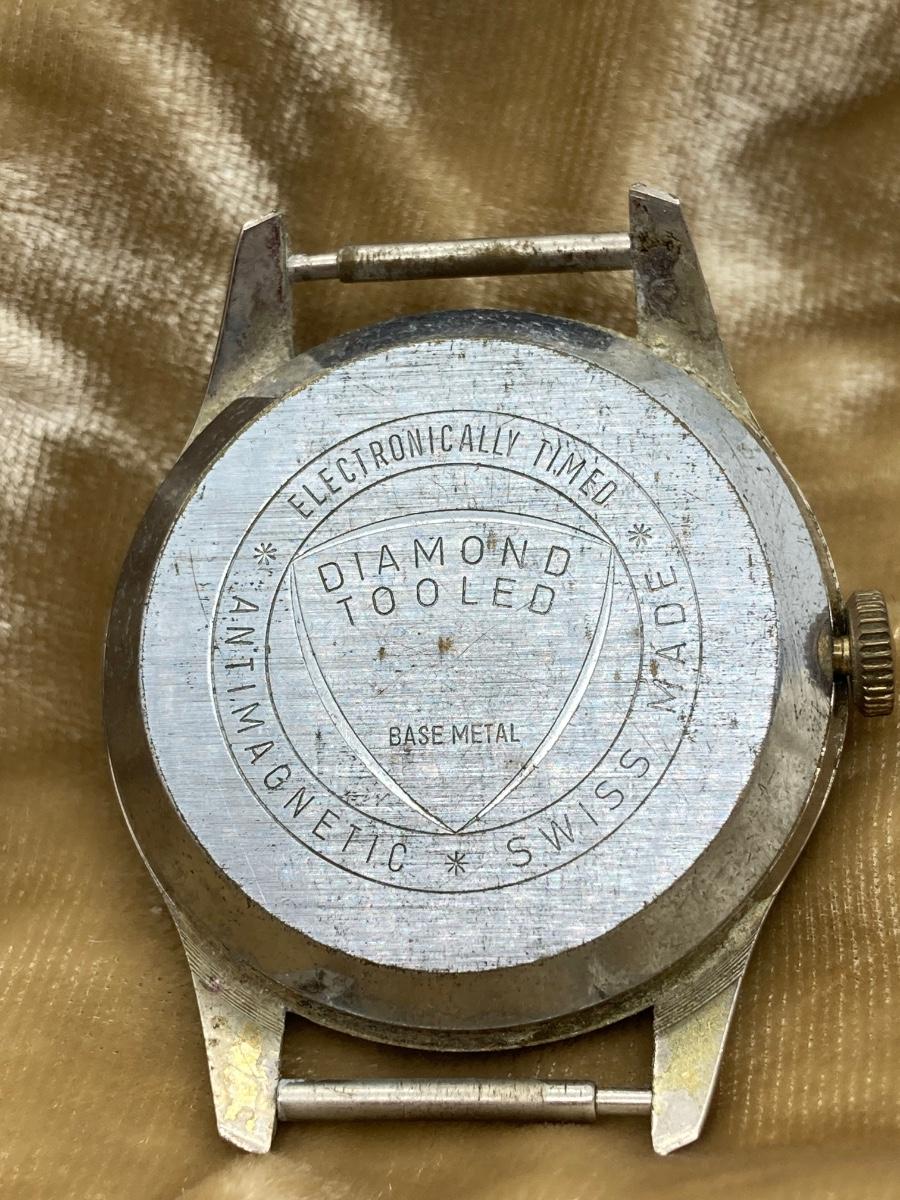 ELECTRONICALLY TIMED
* SWISS MADE
* ANTIMAGNETIC *
DIAMOND
TOOLED
BASE METAL